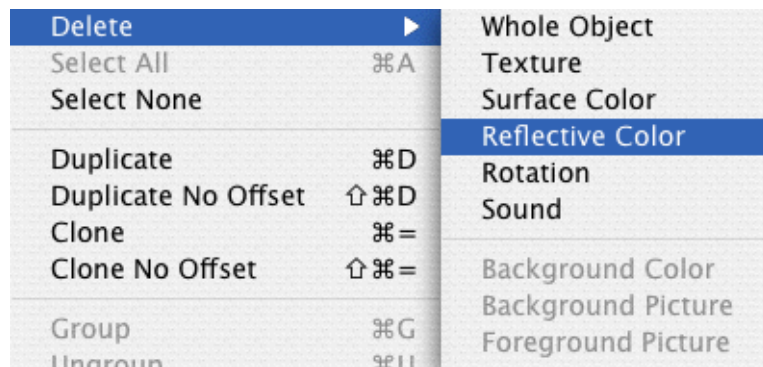 Delete
Select All ⌘A
Select None
Duplicate ⌘D
Duplicate No Offset ⇧⌘D
Clone ⌘=
Clone No Offset ⇧⌘=
Group ⌘G
Ungroup ⌘U
Whole Object
Texture
Surface Color
Reflective Color
Rotation
Sound
Background Color
Background Picture
Foreground Picture